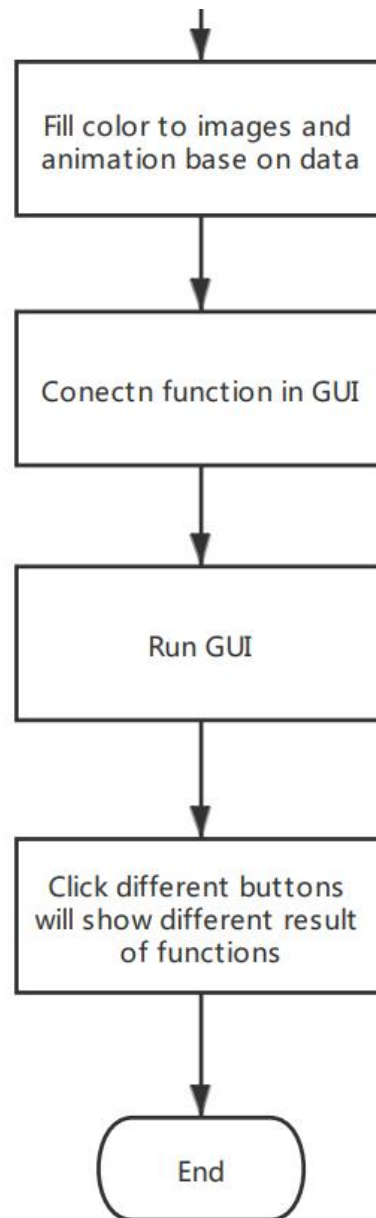 Fill color to images and
animation base on data
Conectn function in GUI
Run GUI
Click different buttons
will show different result
of functions
End